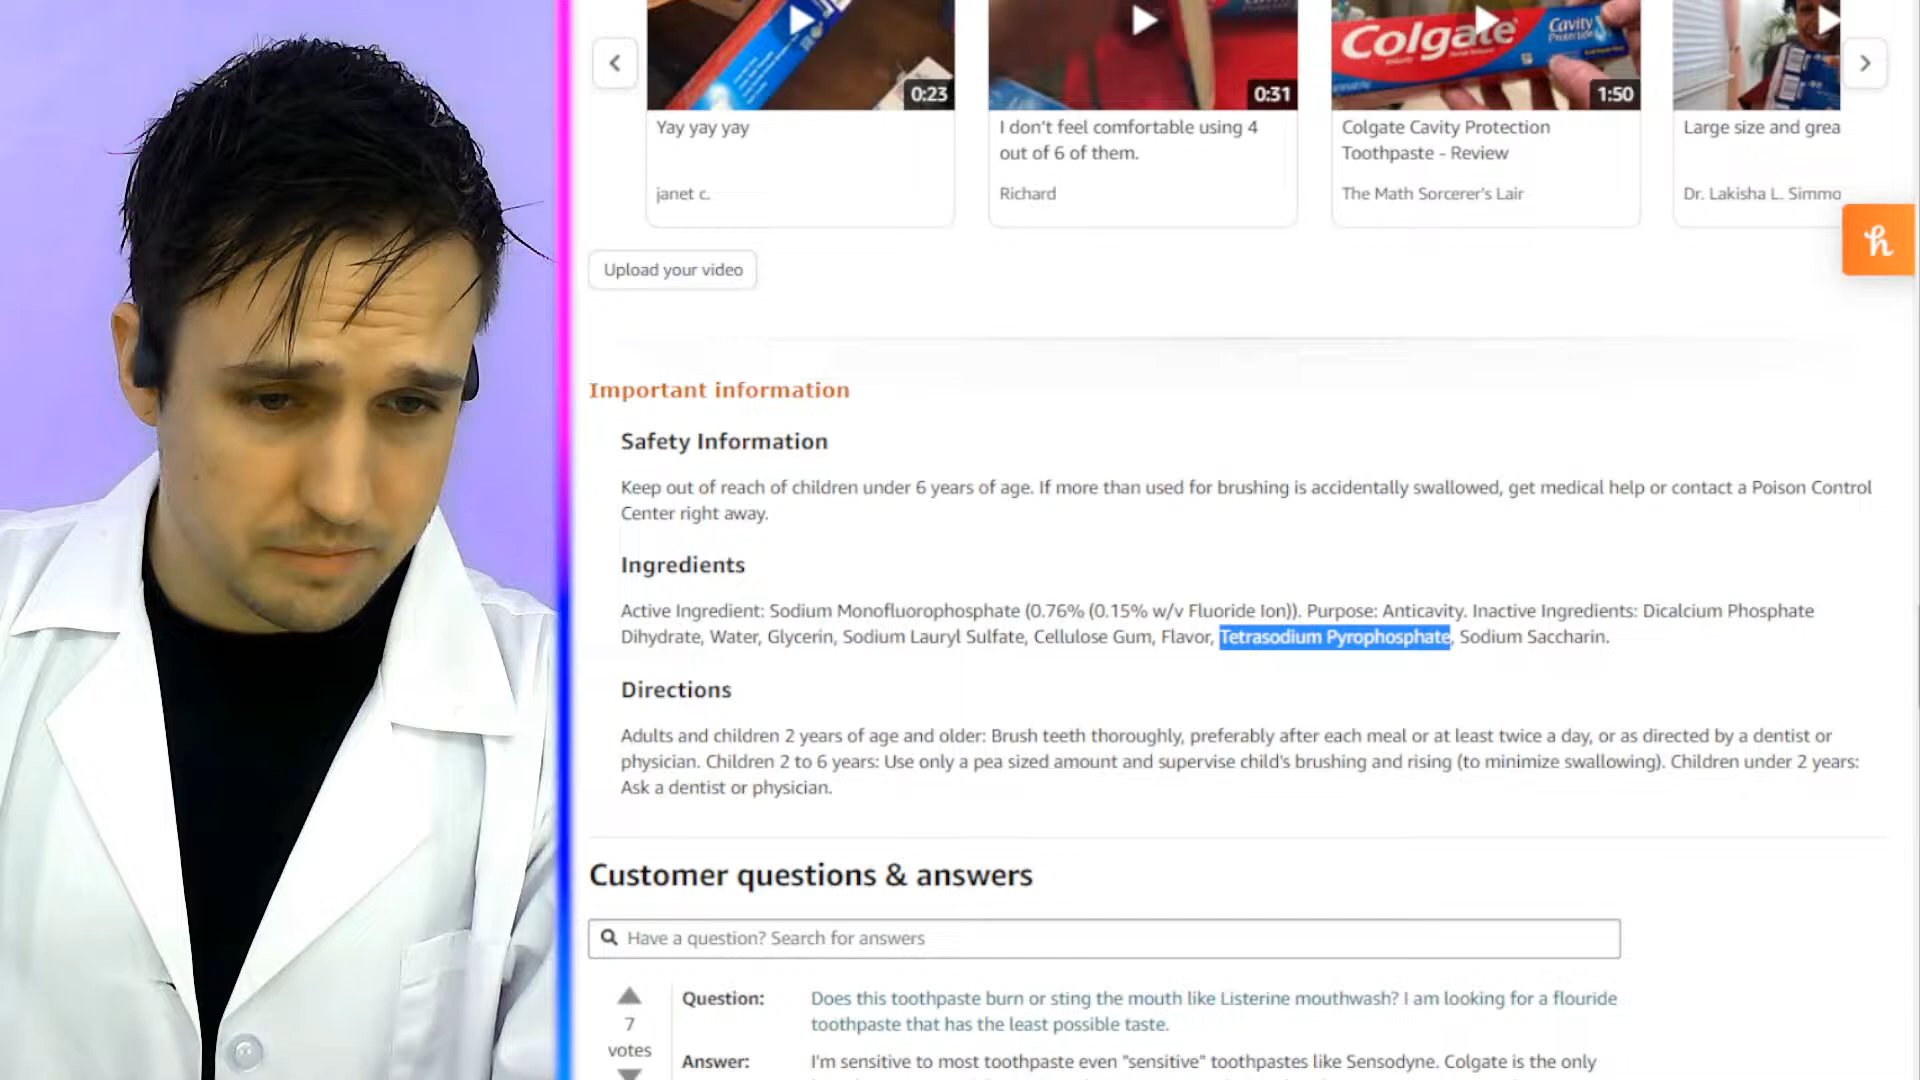 Colgate Cavity
Protection
0:23
0:31
1:50
Yay yay yay
I don't feel comfortable using 4
out of 6 of them.
Colgate Cavity Protection
Toothpaste - Review
Large size and grea
janet c.
Richard
The Math Sorcerer's Lair
Dr. Lakisha L. Simmo
h
Upload your video
Important information
Safety Information
Keep out of reach of children under 6 years of age. If more than used for brushing is accidentally swallowed, get medical help or contact a Poison Control
Center right away.
Ingredients
Active Ingredient: Sodium Monofluorophosphate (0.76% (0.15% w/v Fluoride Ion)). Purpose: Anticavity. Inactive Ingredients: Dicalcium Phosphate
Dihydrate, Water, Glycerin, Sodium Lauryl Sulfate, Cellulose Gum, Flavor, Tetrasodium Pyrophosphate, Sodium Saccharin.
Directions
Adults and children 2 years of age and older: Brush teeth thoroughly, preferably after each meal or at least twice a day, or as directed by a dentist or
physician. Children 2 to 6 years: Use only a pea sized amount and supervise child's brushing and rising (to minimize swallowing). Children under 2 years:
Ask a dentist or physician.
Customer questions & answers
Have a question? Search for answers
7
votes
Question: Does this toothpaste burn or sting the mouth like Listerine mouthwash? I am looking for a flouride
toothpaste that has the least possible taste.
Answer: I'm sensitive to most toothpaste even "sensitive" toothpastes like Sensodyne. Colgate is the only